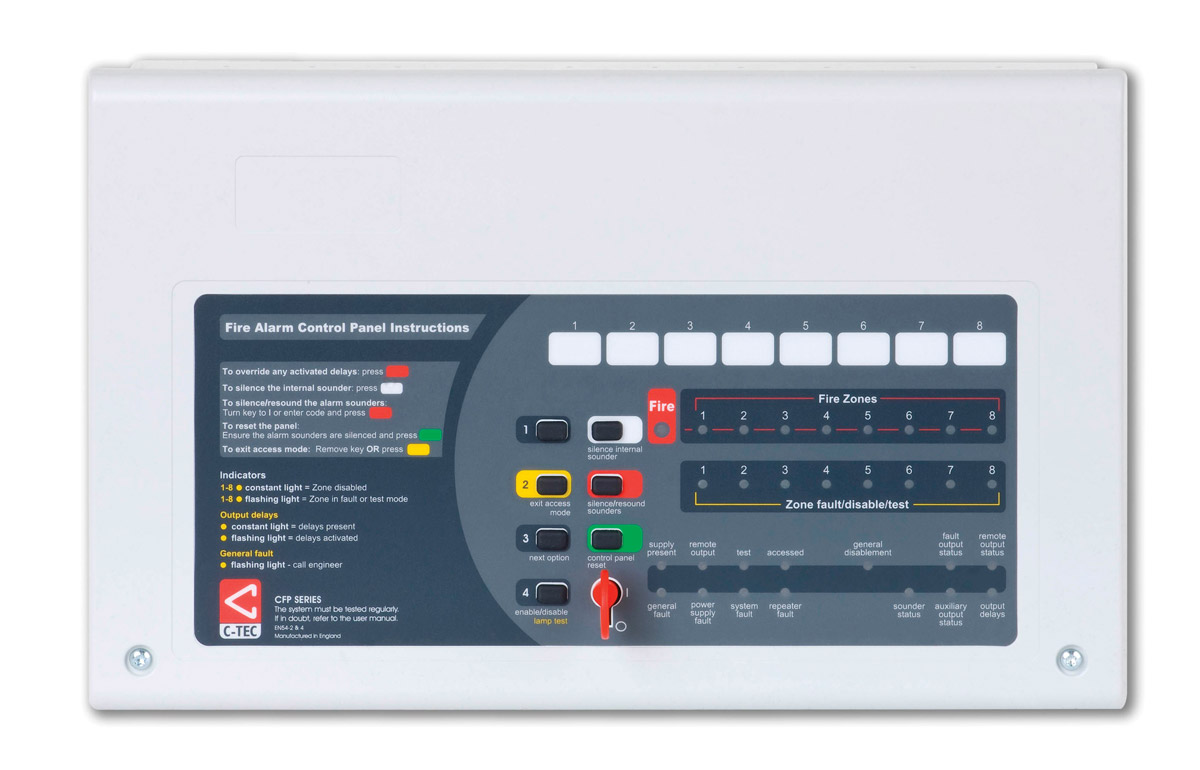 Fire Alarm Control Panel Instructions
To override any activated delays: press
To silence the internal sounder: press
To silence/resound the alarm sounders:
Turn key to I or enter code and press
To reset the panel:
Ensure the alarm sounders are silenced and press
To exit access mode: Remove key OR press
Indicators
1-8 constant light = Zone disabled
1-8 flashing light = Zone in fault or test mode
Output delays
constant light = delays present
flashing light = delays activated
General fault
flashing light - call engineer
C-TEC
CFP SERIES
The system must be tested regularly.
If in doubt, refer to the user manual.
EN54-2 & 4
Manufactured in England
1
silence internal
sounder
2
exit access
mode
silence/resound
sounders
3
next option
control panel
reset
4
enable/disable
lamp test
I
O
1 2 3 4 5 6 7 8
Fire
Fire Zones
1 2 3 4 5 6 7 8
1 2 3 4 5 6 7 8
Zone fault/disable/test
supply
present
remote
output
test
accessed
general
disablement
fault
output
status
remote
output
status
general
fault
power
supply
fault
system
fault
repeater
fault
sounder
status
auxiliary
output
status
output
delays